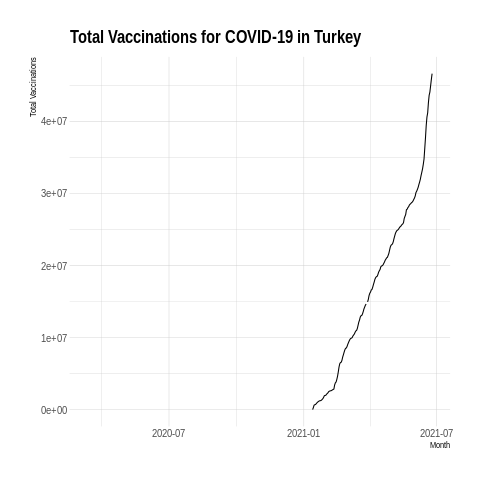 Total Vaccinations for COVID-19 in Turkey
Total Vaccinations
4e+07
3e+07
2e+07
1e+07
0e+00
2020-07
2021-01
2021-07
Month